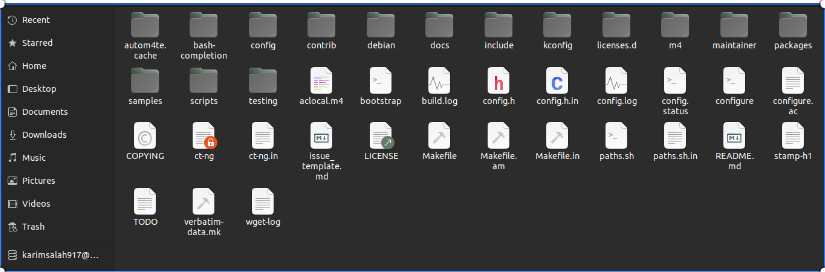 Recent
Starred
Home
Desktop
Documents
Downloads
Music
Pictures
Videos
Trash
karimsalah917@...
autom4te.
cache
bash-
completion
config
contrib
debian
docs
include
kconfig
licenses.d
m4
maintainer
packages
samples
scripts
testing
aclocal.m4
bootstrap
build.log
config.h
config.h.in
config.log
config.
status
configure
configure.
ac
COPYING
ct-ng
ct-ng.in
issue_
template.
md
LICENSE
Makefile
Makefile.
am
Makefile.in
paths.sh
paths.sh.in
README.
md
stamp-h1
TODO
verbatim-
data.mk
wget-log